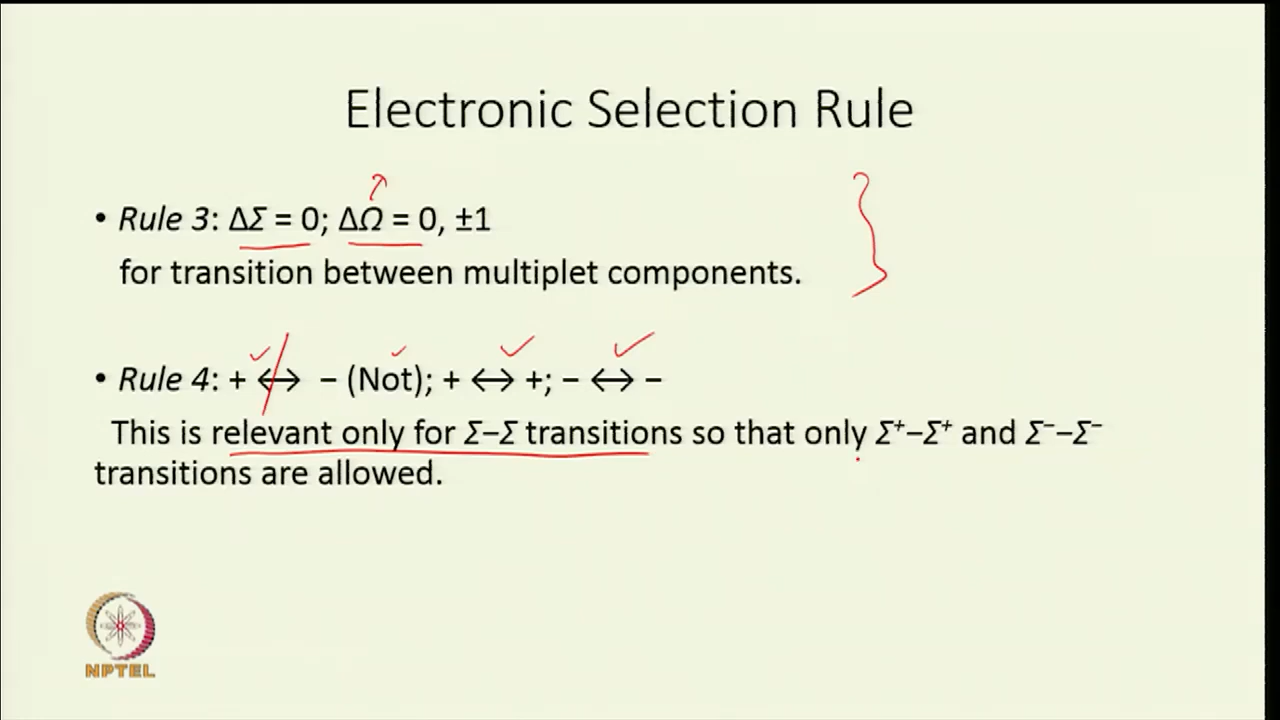 Electronic Selection Rule
• Rule 3: ΔΣ = 0; ΔΩ = 0, ±1
for transition between multiplet components.
• Rule 4: + ↔ − (Not); + ↔ +; − ↔ −
This is relevant only for Σ−Σ transitions so that only Σ⁺−Σ⁺ and Σ⁻−Σ⁻
transitions are allowed.
NPTEL